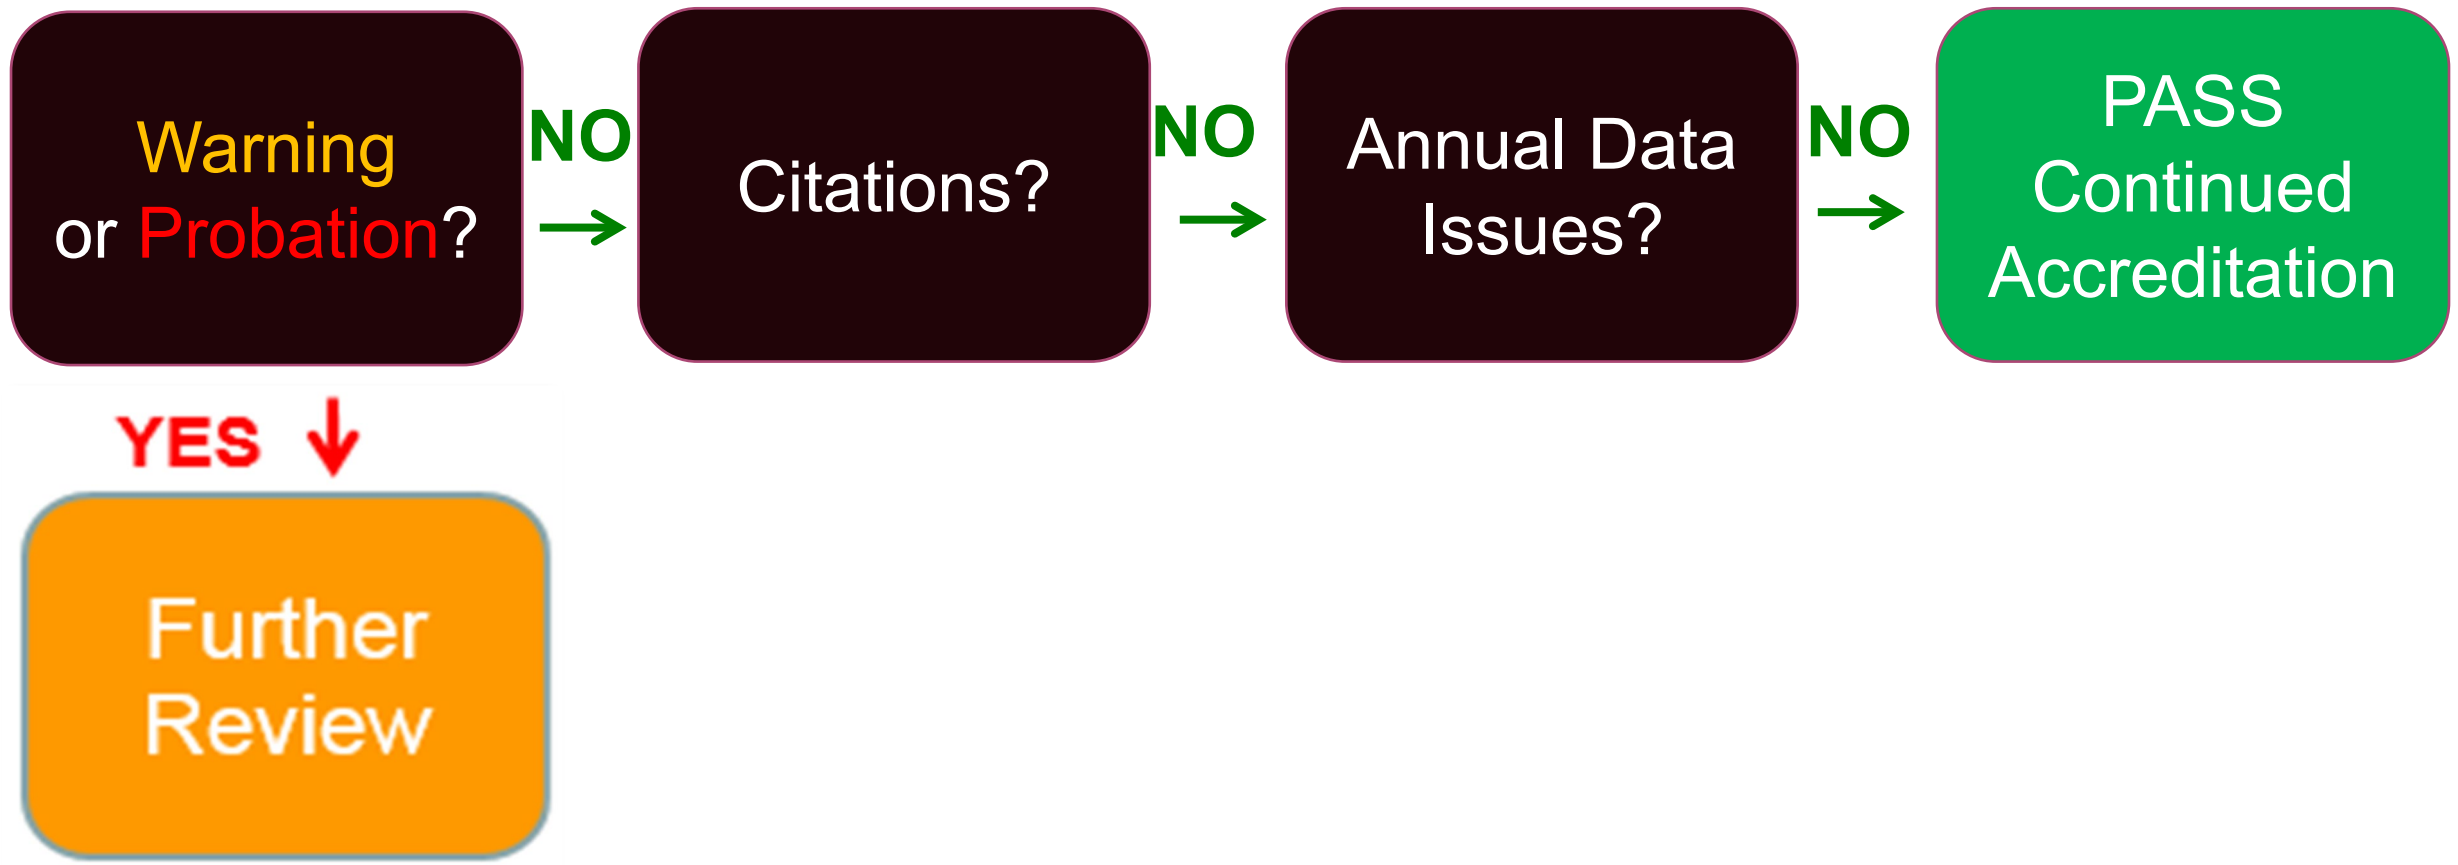 Warning
or Probation?
NO
Citations?
NO
Annual Data
Issues?
NO
PASS
Continued
Accreditation
YES
Further
Review